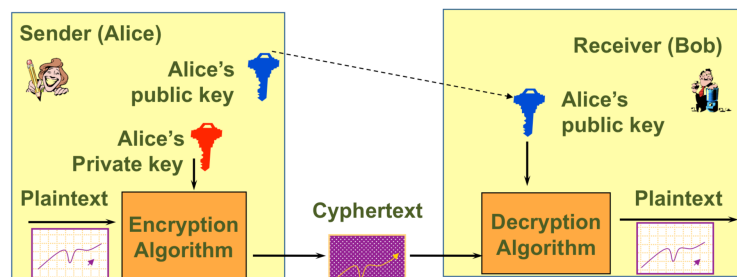 Sender (Alice)
Alice's
public key
Alice's
Private key
Plaintext
Encryption
Algorithm
Cyphertext
Receiver (Bob)
Alice's
public key
Decryption
Algorithm
Plaintext